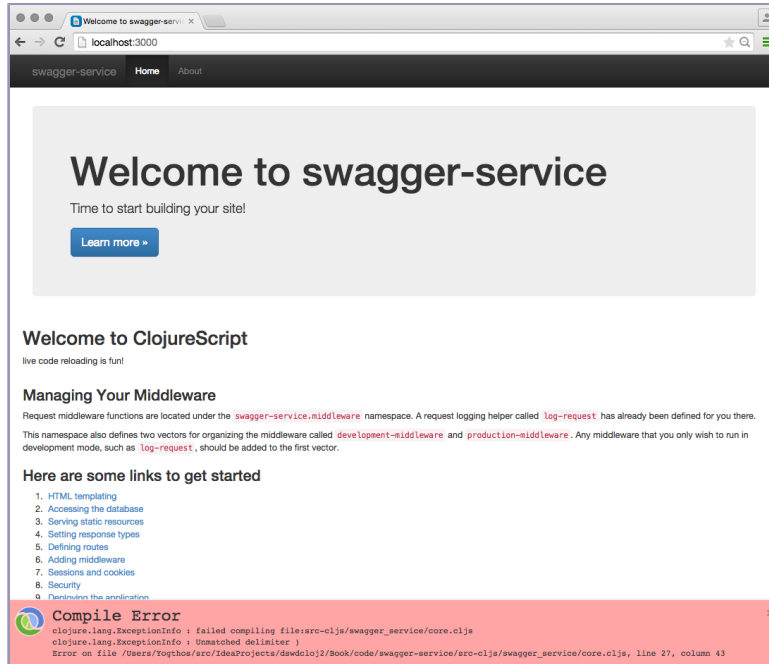 Welcome to swagger-servic
localhost:3000
swagger-service Home About
Welcome to swagger-service
Time to start building your site!
Learn more »
Welcome to ClojureScript
live code reloading is fun!
Managing Your Middleware
Request middleware functions are located under the swagger-service.middleware namespace. A request logging helper called log-request has already been defined for you there.
This namespace also defines two vectors for organizing the middleware called development-middleware and production-middleware. Any middleware that you only wish to run in
development mode, such as log-request, should be added to the first vector.
Here are some links to get started
1. HTML templating
2. Accessing the database
3. Serving static resources
4. Setting response types
5. Defining routes
6. Adding middleware
7. Sessions and cookies
8. Security
9. Deploying the application
Compile Error
clojure.lang.ExceptionInfo : failed compiling file:src-cljs/swagger_service/core.cljs
clojure.lang.ExceptionInfo : Unmatched delimiter )
Error on file /Users/Yogthos/src/IdeaProjects/dswdcloj2/Book/code/swagger-service/src-cljs/swagger_service/core.cljs, line 27, column 43